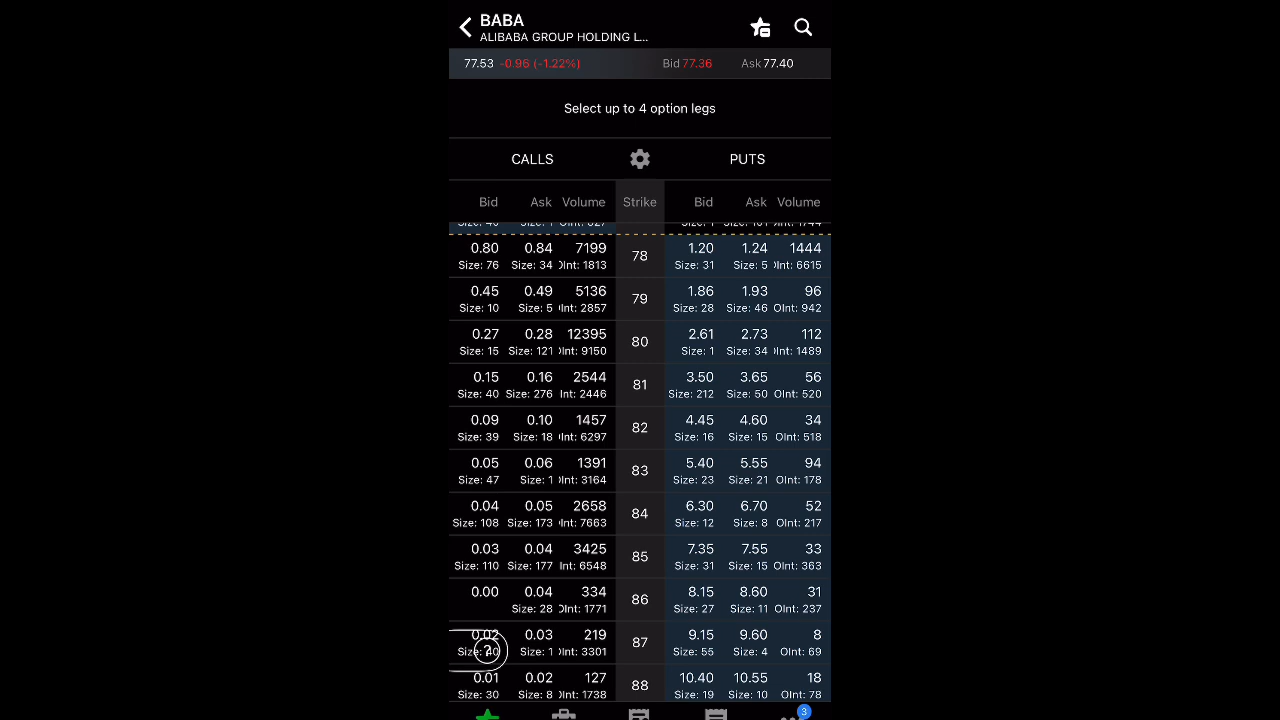 BABA
ALIBABA GROUP HOLDING L...
77.53 -0.96 (-1.22%) Bid 77.36 Ask 77.40
Select up to 4 option legs
CALLS PUTS
Bid Ask Volume Strike Bid Ask Volume
0.80 0.84 7199 78 1.20 1.24 1444
Size: 76 Size: 34 OInt: 1813 Size: 31 Size: 5 OInt: 6615
0.45 0.49 5136 79 1.86 1.93 96
Size: 10 Size: 5 OInt: 2857 Size: 28 Size: 46 OInt: 942
0.27 0.28 12395 80 2.61 2.73 112
Size: 15 Size: 121 OInt: 9150 Size: 1 Size: 34 OInt: 1489
0.15 0.16 2544 81 3.50 3.65 56
Size: 40 Size: 276 Int: 2446 Size: 212 Size: 50 OInt: 520
0.09 0.10 1457 82 4.45 4.60 34
Size: 39 Size: 18 OInt: 6297 Size: 16 Size: 15 OInt: 518
0.05 0.06 1391 83 5.40 5.55 94
Size: 47 Size: 1 OInt: 3164 Size: 23 Size: 21 OInt: 178
0.04 0.05 2658 84 6.30 6.70 52
Size: 108 Size: 173 OInt: 7663 Size: 12 Size: 8 OInt: 217
0.03 0.04 3425 85 7.35 7.55 33
Size: 110 Size: 177 Int: 6548 Size: 31 Size: 15 OInt: 363
0.00 0.04 334 86 8.15 8.60 31
Size: 28 OInt: 1771 Size: 27 Size: 11 OInt: 237
0.02 0.03 219 87 9.15 9.60 8
Size: 40 Size: 1 OInt: 3301 Size: 55 Size: 4 OInt: 69
0.01 0.02 127 88 10.40 10.55 18
Size: 30 Size: 8 OInt: 1738 Size: 19 Size: 10 OInt: 78
3